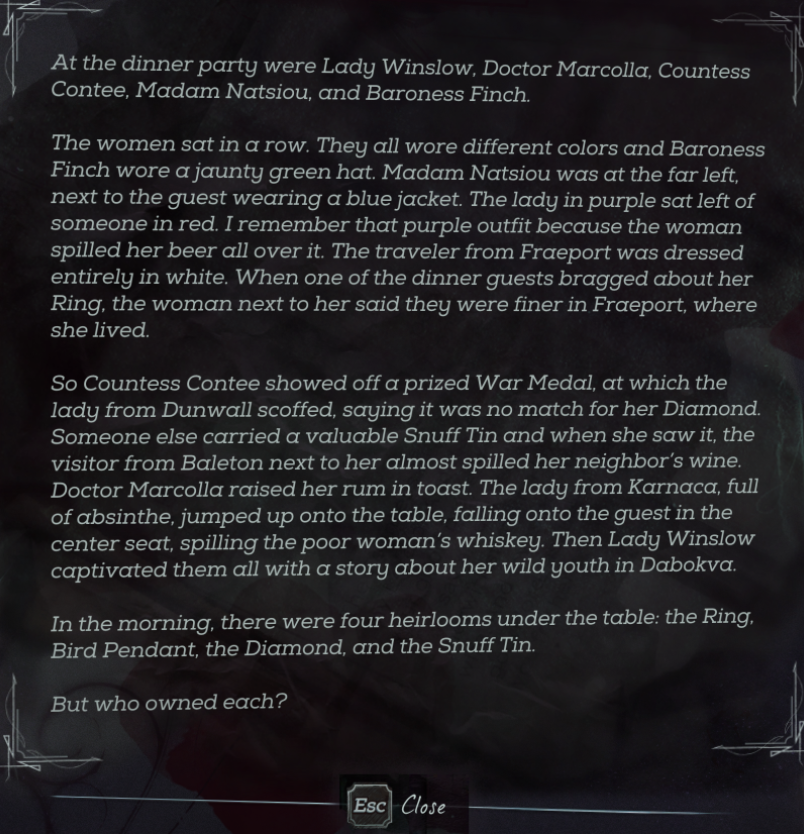 At the dinner party were Lady Winslow, Doctor Marcolla, Countess
Contee, Madam Natsiou, and Baroness Finch.
The women sat in a row. They all wore different colors and Baroness
Finch wore a jaunty green hat. Madam Natsiou was at the far left,
next to the guest wearing a blue jacket. The lady in purple sat left of
someone in red. I remember that purple outfit because the woman
spilled her beer all over it. The traveler from Fraeport was dressed
entirely in white. When one of the dinner guests bragged about her
Ring, the woman next to her said they were finer in Fraeport, where
she lived.
So Countess Contee showed off a prized War Medal, at which the
lady from Dunwall scoffed, saying it was no match for her Diamond.
Someone else carried a valuable Snuff Tin and when she saw it, the
visitor from Baleton next to her almost spilled her neighbor's wine.
Doctor Marcolla raised her rum in toast. The lady from Karnaca, full
of absinthe, jumped up onto the table, falling onto the guest in the
center seat, spilling the poor woman's whiskey. Then Lady Winslow
captivated them all with a story about her wild youth in Dabokva.
In the morning, there were four heirlooms under the table: the Ring,
Bird Pendant, the Diamond, and the Snuff Tin.
But who owned each?
Esc Close